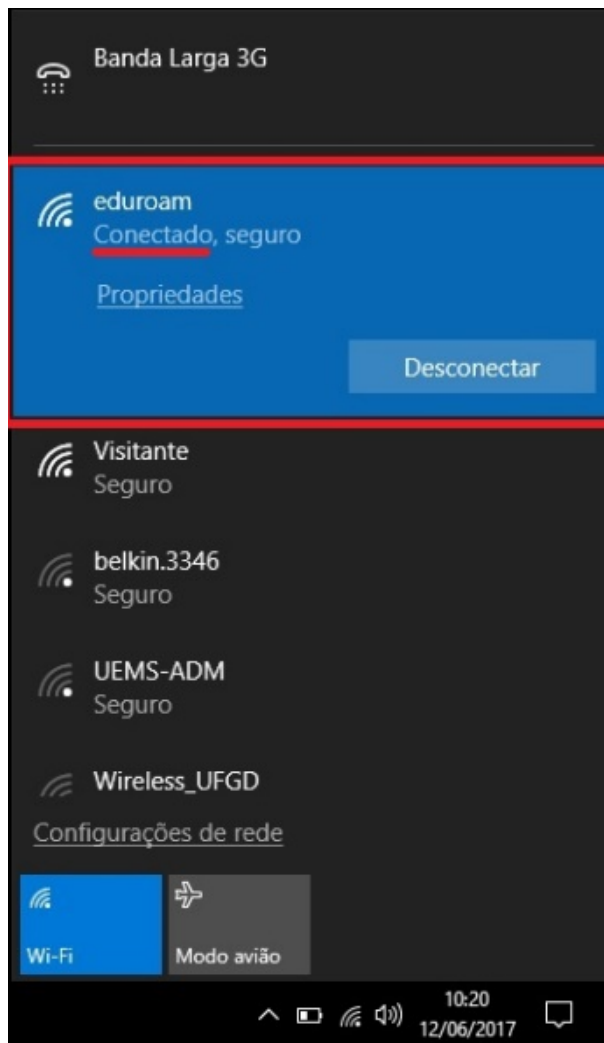 Banda Larga 3G
eduroam
Conectado, seguro
Propriedades
Desconectar
Visitante
Seguro
belkin.3346
Seguro
UEMS-ADM
Seguro
Wireless_UFGD
Configurações de rede
Wi-Fi
Modo avião
10:20
12/06/2017